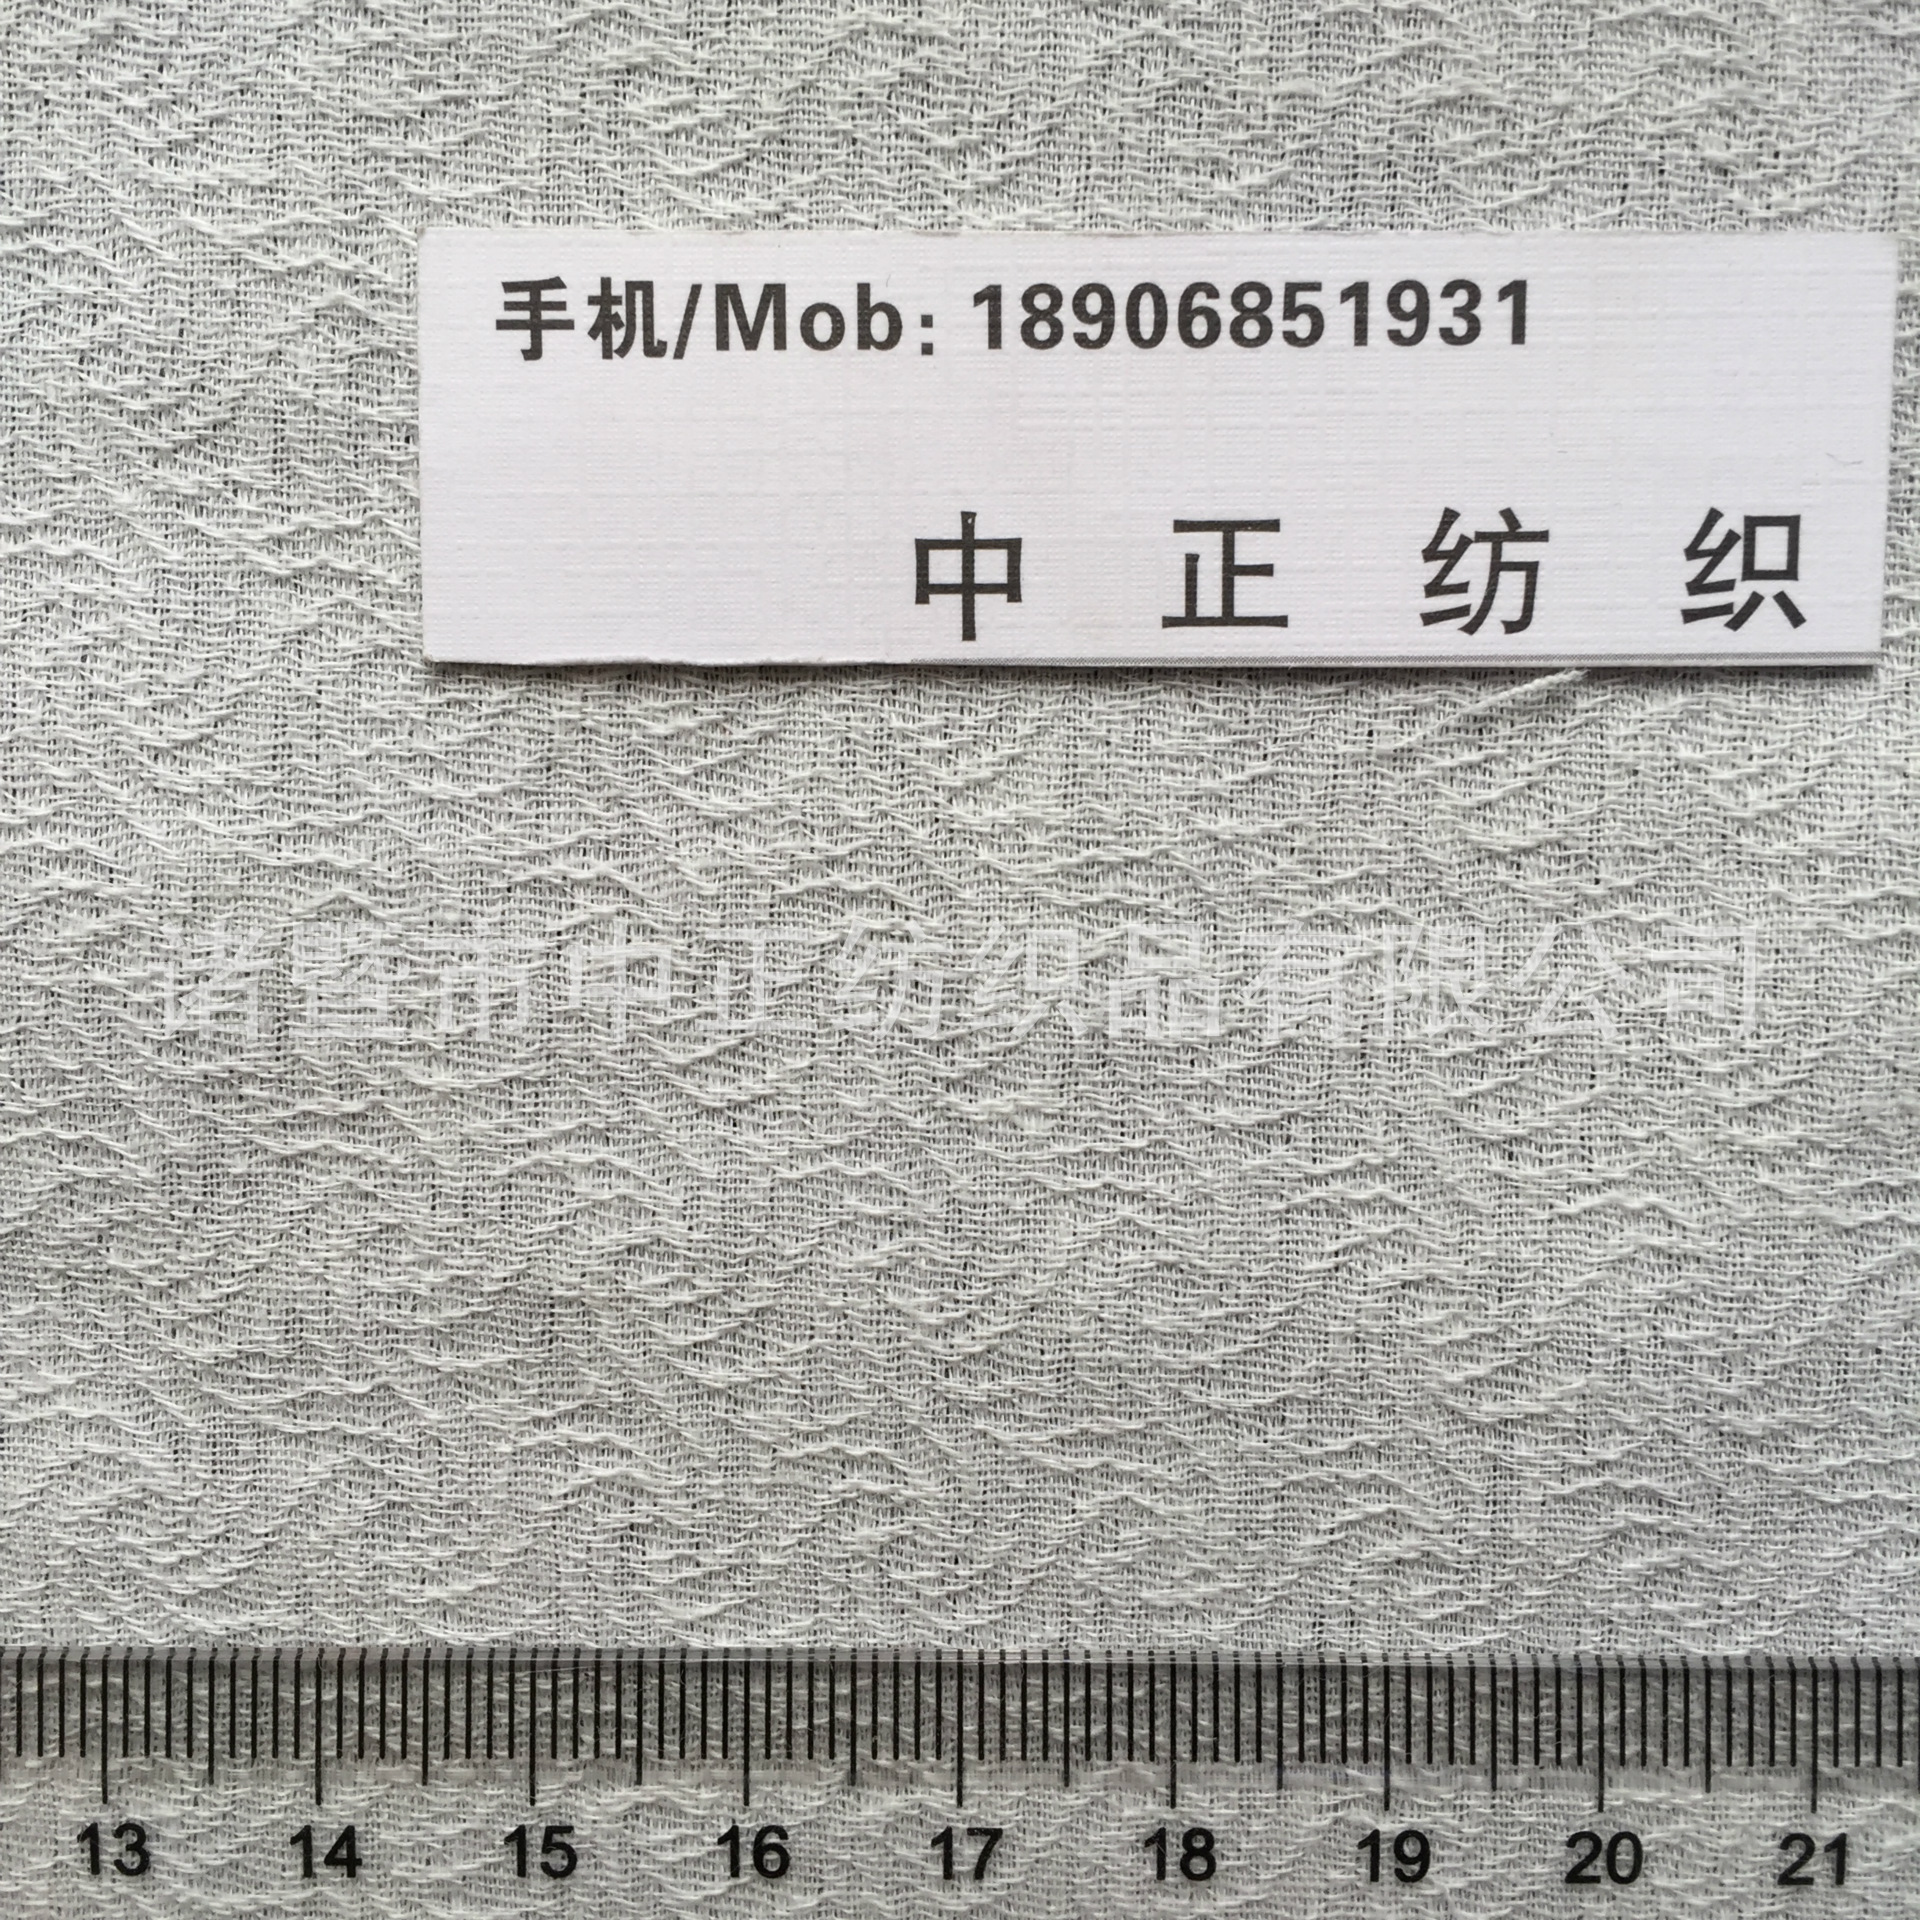 手机/Mob: 18906851931
中正纺织
诸暨市中正纺织品有限公司
13 14 15 16 17 18 19 20 21